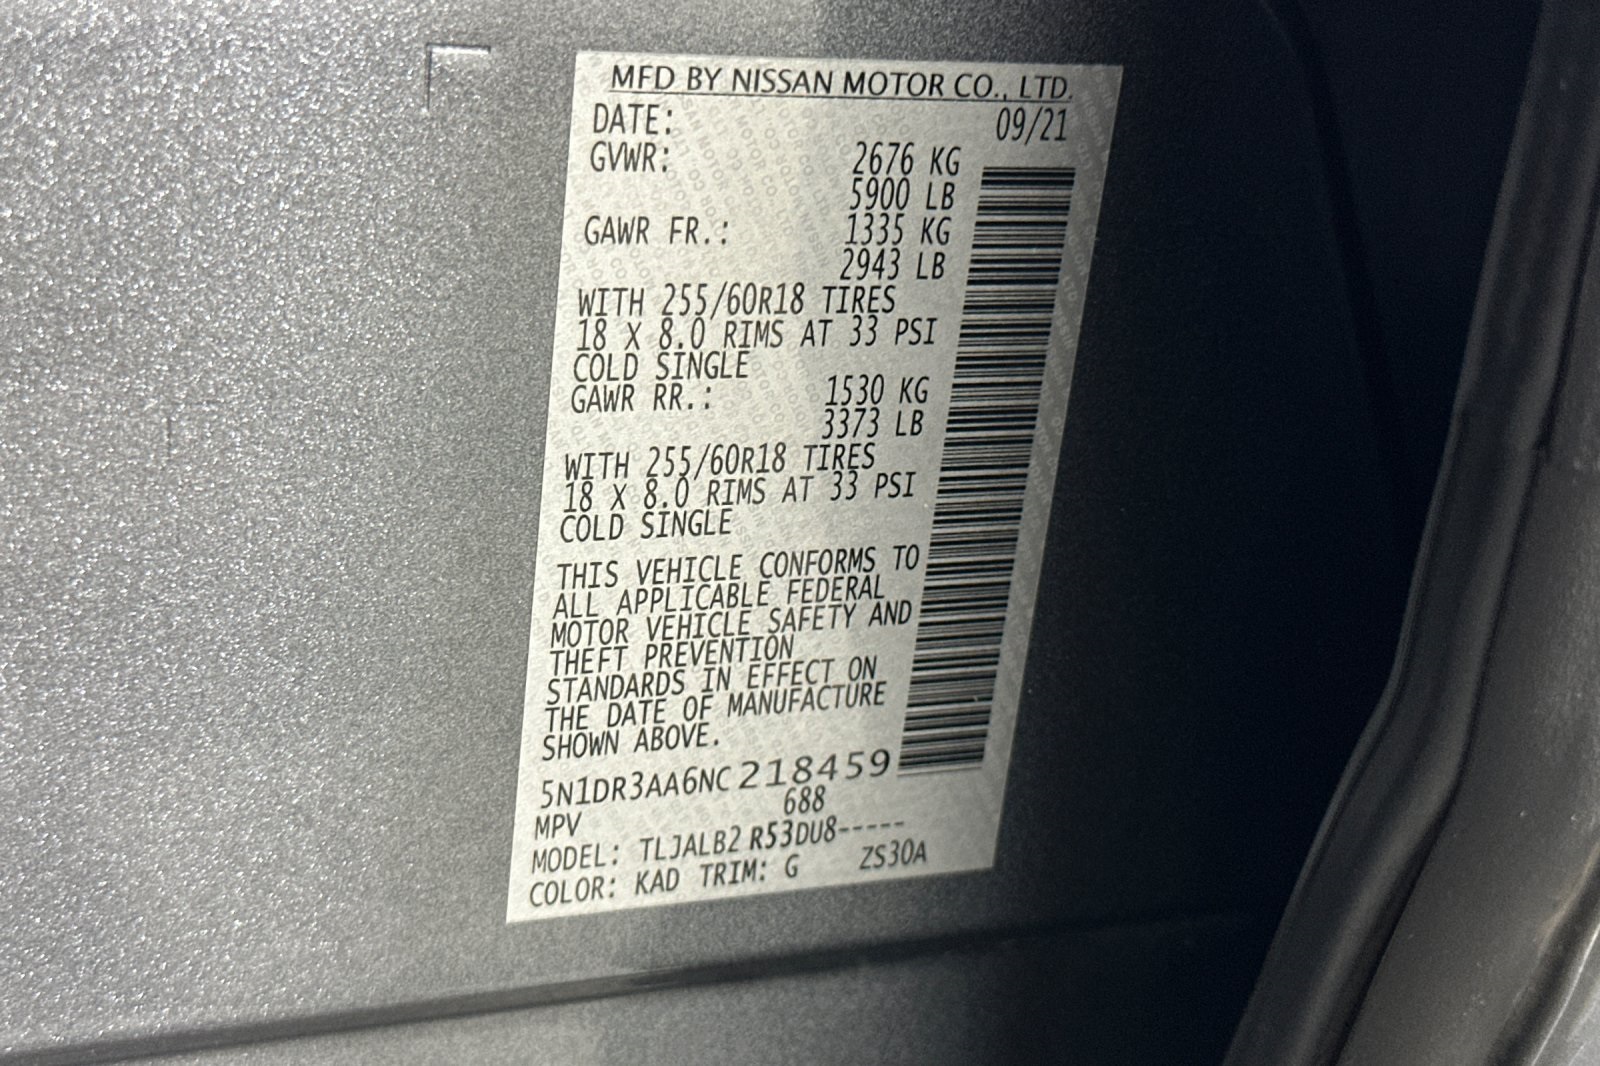 MFD BY NISSAN MOTOR CO., LTD.
DATE: 09/21
GVWR: 2676 KG
5900 LB
GAWR FR.: 1335 KG
2943 LB
WITH 255/60R18 TIRES
18 X 8.0 RIMS AT 33 PSI
COLD SINGLE
GAWR RR.: 1530 KG
3373 LB
WITH 255/60R18 TIRES
18 X 8.0 RIMS AT 33 PSI
COLD SINGLE
THIS VEHICLE CONFORMS TO
ALL APPLICABLE FEDERAL
MOTOR VEHICLE SAFETY AND
THEFT PREVENTION
STANDARDS IN EFFECT ON
THE DATE OF MANUFACTURE
SHOWN ABOVE.
5N1DR3AA6NC218459
MPV 688
MODEL: TLJALB2 R53DU8-----
COLOR: KAD TRIM: G ZS30A